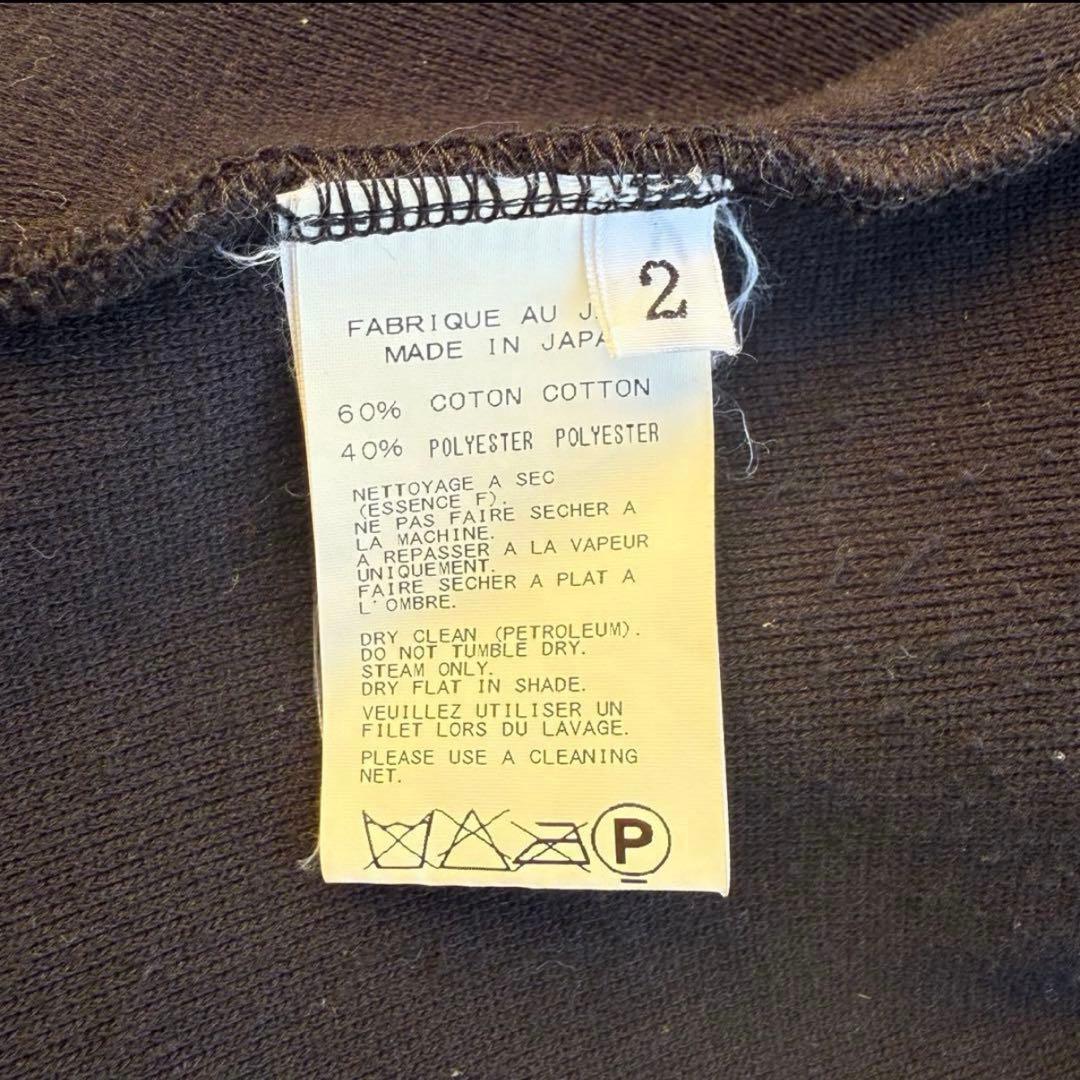 2
FABRIQUE AU J
MADE IN JAPA
60% COTON COTTON
40% POLYESTER POLYESTER
NETTOYAGE A SEC
(ESSENCE F).
NE PAS FAIRE SECHER A
LA MACHINE.
A REPASSER A LA VAPEUR
UNIQUEMENT.
FAIRE SECHER A PLAT A
L'OMBRE.
DRY CLEAN (PETROLEUM).
DO NOT TUMBLE DRY.
STEAM ONLY.
DRY FLAT IN SHADE.
VEUILLEZ UTILISER UN
FILET LORS DU LAVAGE.
PLEASE USE A CLEANING
NET.
P